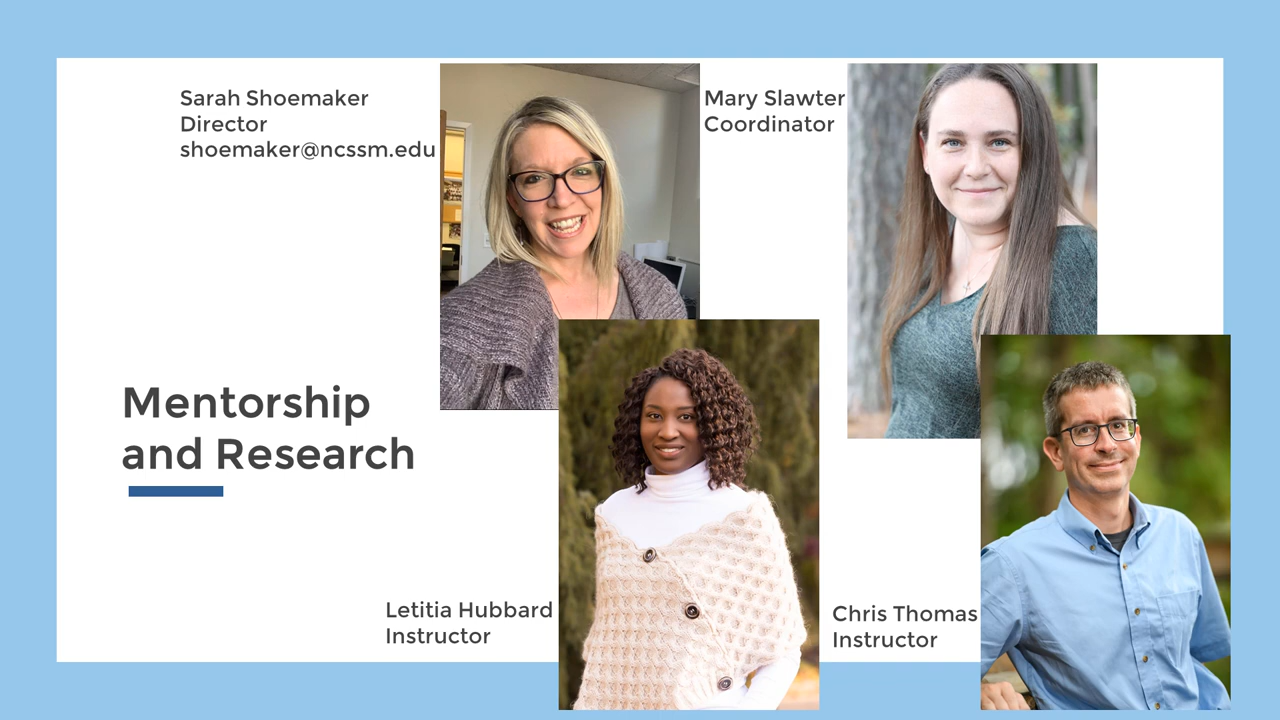 Sarah Shoemaker
Director
shoemaker@ncssm.edu
Mary Slawter
Coordinator
Mentorship
and Research
Letitia Hubbard
Instructor
Chris Thomas
Instructor